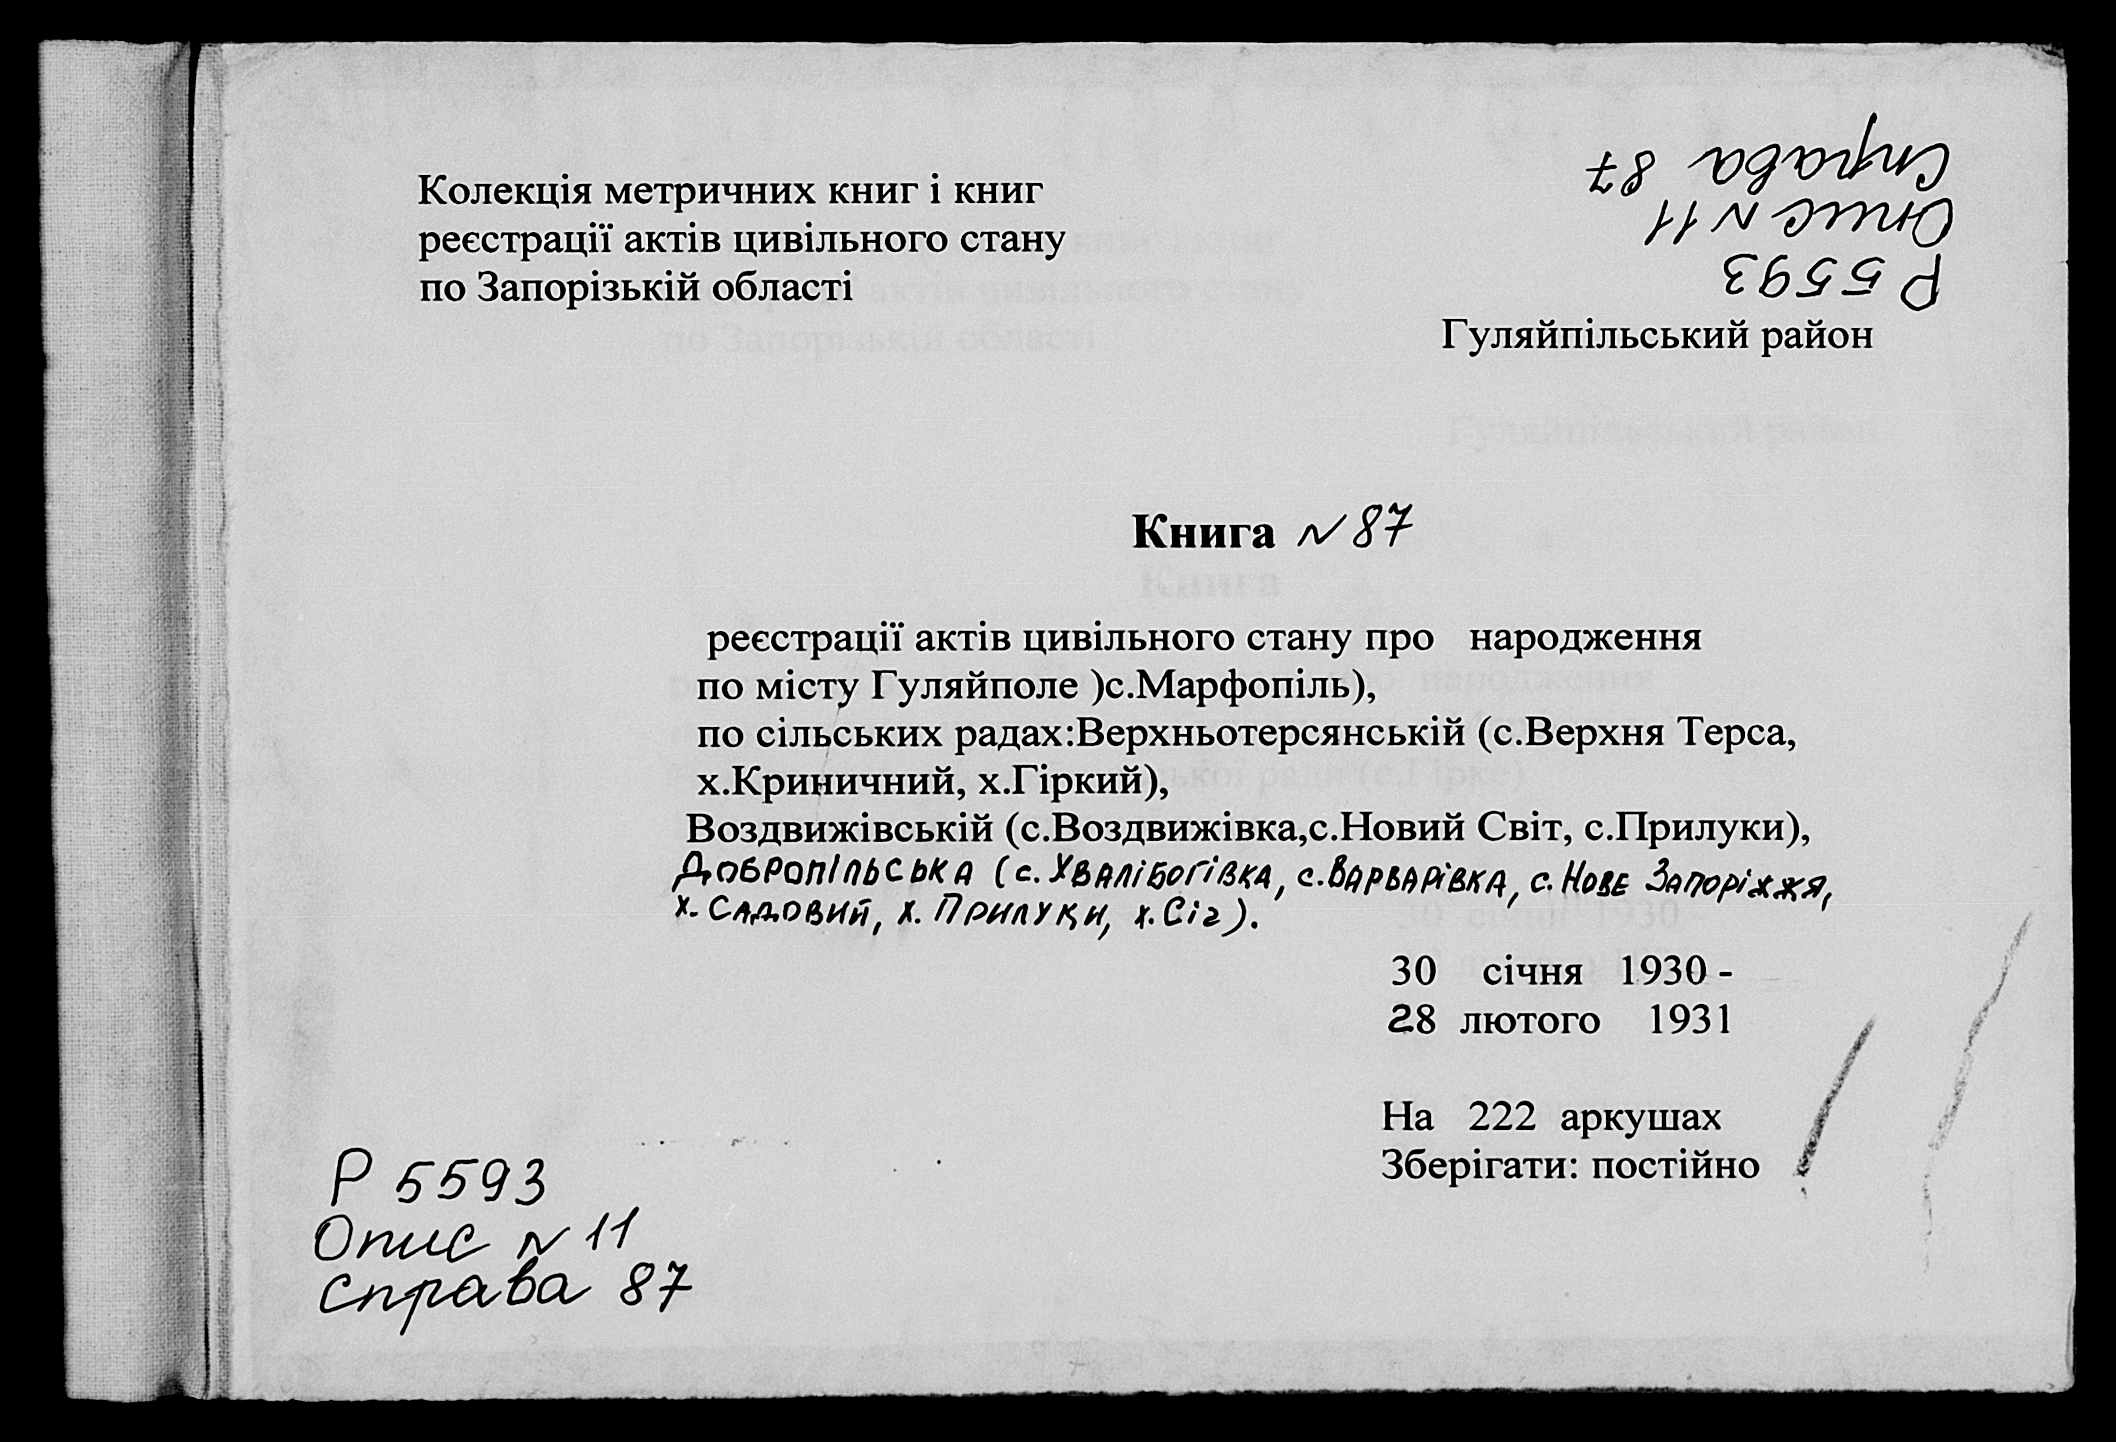 Колекція метричних книг і книг
реєстрації актів цивільного стану
по Запорізькій області
Р 5593
Опис N 11
Справа 87
Гуляйпільський район
Книга N 87
реєстрації актів цивільного стану про народження
по місту Гуляйполе )с.Марфопіль),
по сільських радах:Верхньотерсянській (с.Верхня Терса,
х.Криничний, х.Гіркий),
Воздвижівській (с.Воздвижівка,с.Новий Світ, с.Прилуки),
Добропільська (с. Хвалібогівка, с.Варварівка, с. Нове Запоріжжя,
х. Садовий, х. Прилуки, х. Сіг).
30 січня 1930 -
28 лютого 1931
На 222 аркушах
Зберігати: постійно
Р 5593
Опис N 11
Справа 87